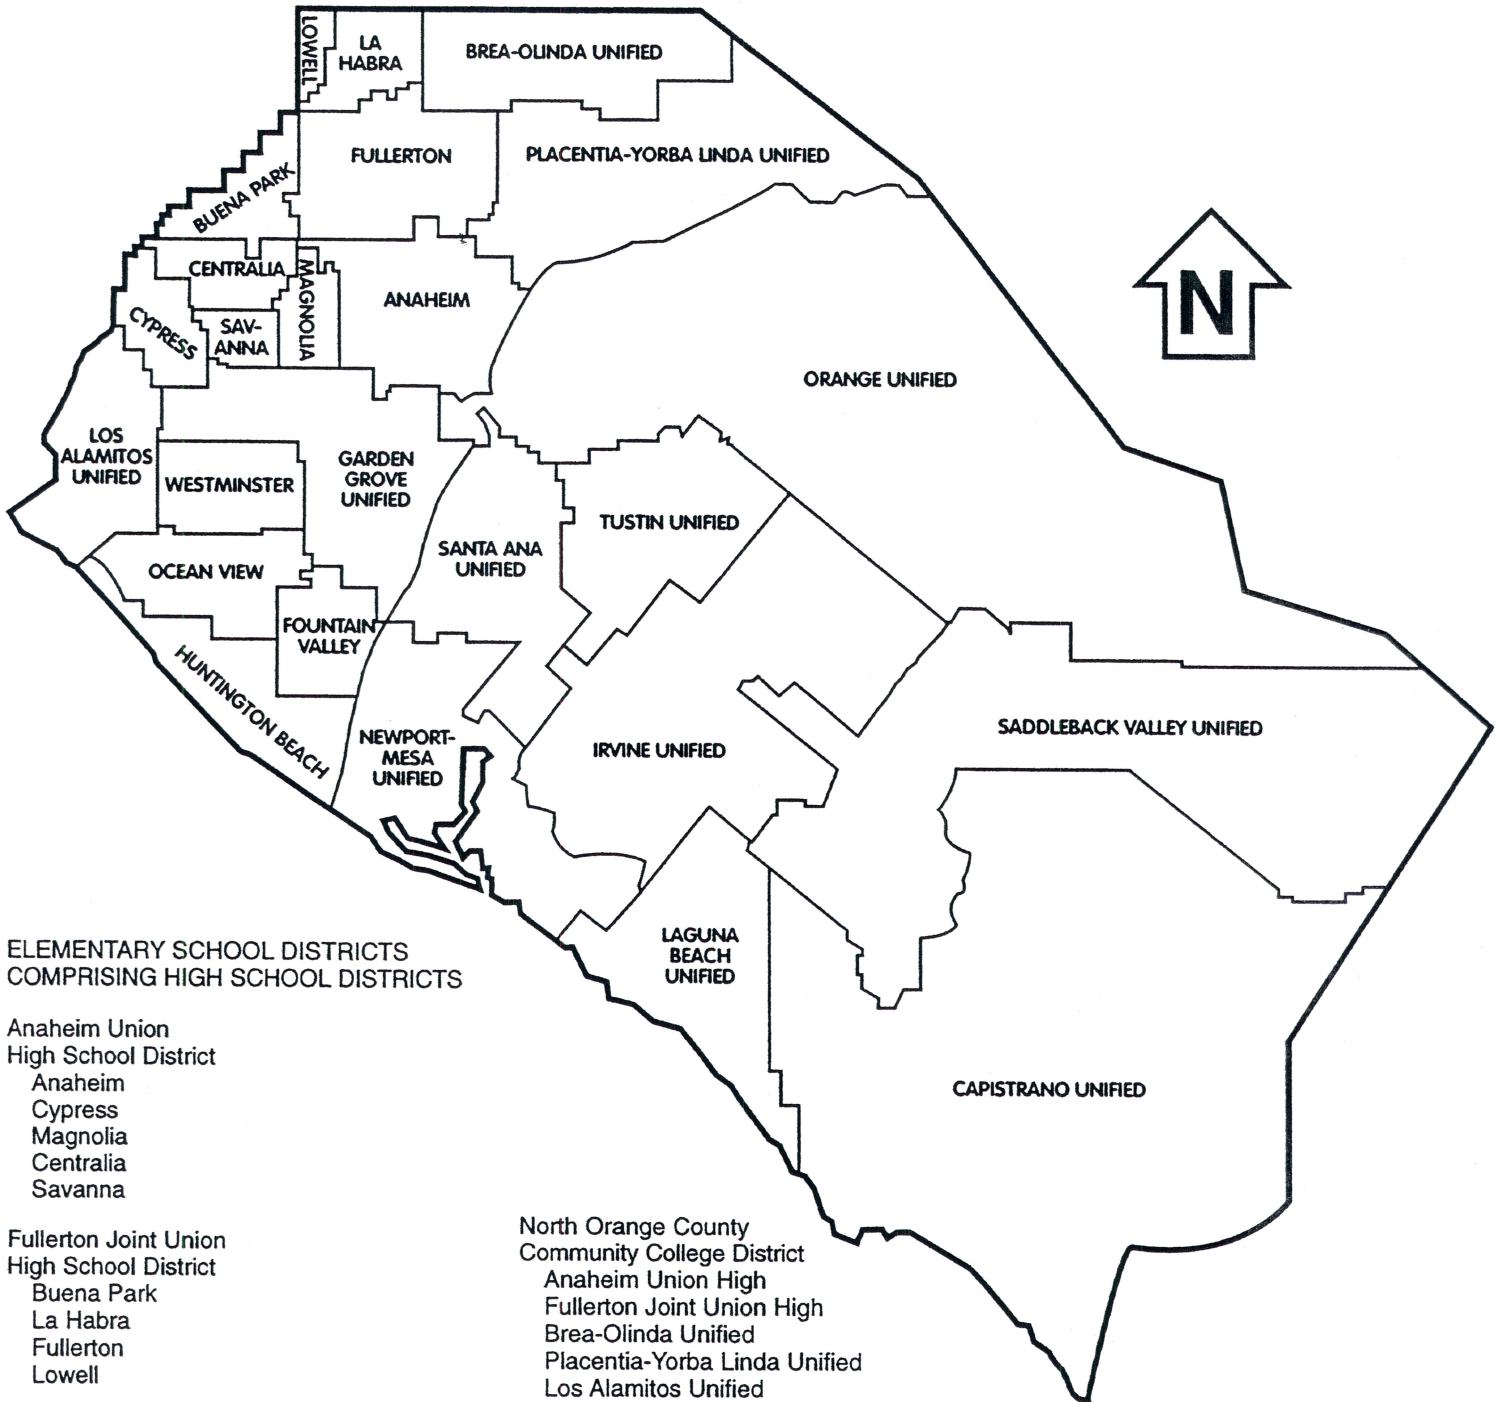 LOWELL
LA
HABRA
BREA-OLINDA UNIFIED
FULLERTON
PLACENTIA-YORBA LINDA UNIFIED
BUENA PARK
CENTRALIA
MAGNOLIA
ANAHEIM
CYPRESS
SAV-
ANNA
N
ORANGE UNIFIED
LOS
ALAMITOS
UNIFIED
WESTMINSTER
GARDEN
GROVE
UNIFIED
TUSTIN UNIFIED
SANTA ANA
UNIFIED
OCEAN VIEW
FOUNTAIN
VALLEY
HUNTINGTON BEACH
NEWPORT-
MESA
UNIFIED
IRVINE UNIFIED
SADDLEBACK VALLEY UNIFIED
LAGUNA
BEACH
UNIFIED
CAPISTRANO UNIFIED
ELEMENTARY SCHOOL DISTRICTS
COMPRISING HIGH SCHOOL DISTRICTS
Anaheim Union
High School District
Anaheim
Cypress
Magnolia
Centralia
Savanna
Fullerton Joint Union
High School District
Buena Park
La Habra
Fullerton
Lowell
North Orange County
Community College District
Anaheim Union High
Fullerton Joint Union High
Brea-Olinda Unified
Placentia-Yorba Linda Unified
Los Alamitos Unified